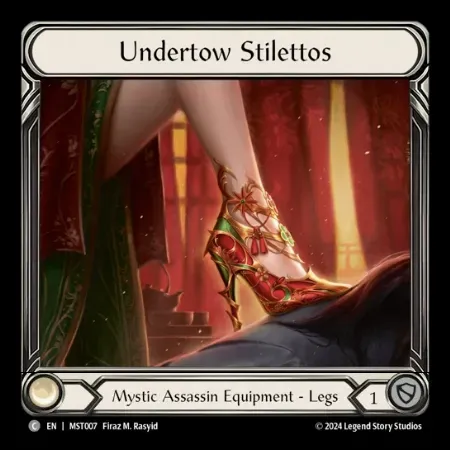 Undertow Stilettos
Mystic Assassin Equipment - Legs 1
C EN | MST007 Firaz M. Rasyid © 2024 Legend Story Studios